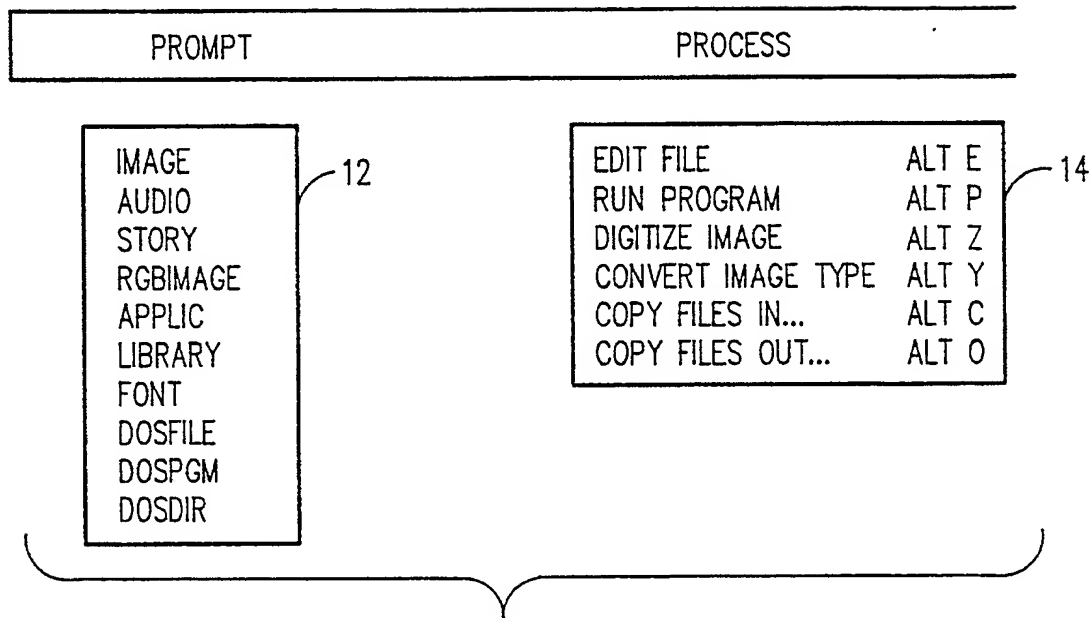 PROMPT PROCESS
IMAGE
AUDIO
STORY
RGBIMAGE
APPLIC
LIBRARY
FONT
DOSFILE
DOSPGM
DOSDIR
12
EDIT FILE ALT E
RUN PROGRAM ALT P
DIGITIZE IMAGE ALT Z
CONVERT IMAGE TYPE ALT Y
COPY FILES IN... ALT C
COPY FILES OUT... ALT O
14